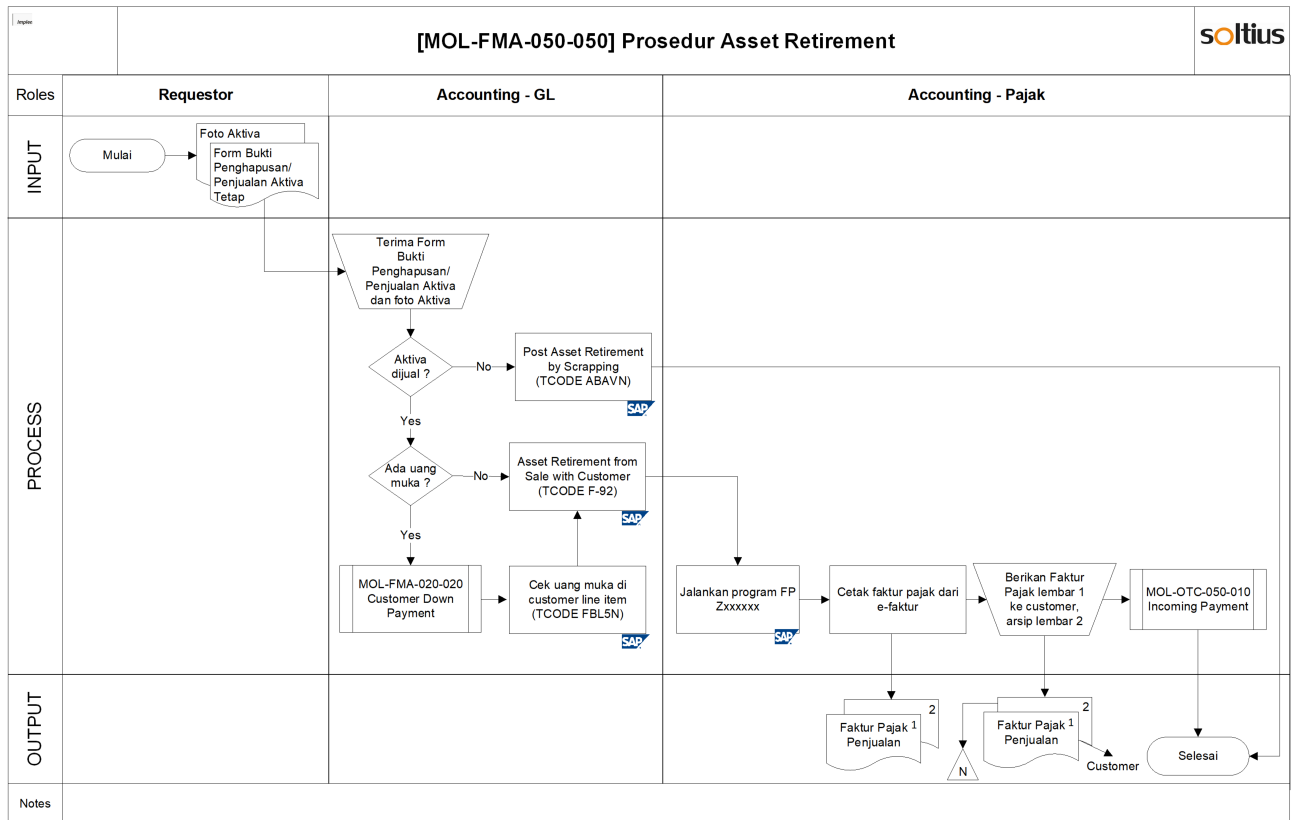 Implee
[MOL-FMA-050-050] Prosedur Asset Retirement
soltius
Roles
Requestor
Accounting - GL
Accounting - Pajak
INPUT
Mulai
Foto Aktiva
Form Bukti
Penghapusan/
Penjualan Aktiva
Tetap
PROCESS
Terima Form
Bukti
Penghapusan/
Penjualan Aktiva
dan foto Aktiva
Aktiva
dijual ?
No
Post Asset Retirement
by Scrapping
(TCODE ABAVN)
SAP
Yes
Ada uang
muka ?
No
Asset Retirement from
Sale with Customer
(TCODE F-92)
SAP
Yes
MOL-FMA-020-020
Customer Down
Payment
Cek uang muka di
customer line item
(TCODE FBL5N)
SAP
Jalankan program FP
Zxxxxxx
SAP
Cetak faktur pajak dari
e-faktur
Berikan Faktur
Pajak lembar 1
ke customer,
arsip lembar 2
MOL-OTC-050-010
Incoming Payment
OUTPUT
2
Faktur Pajak 1
Penjualan
2
Faktur Pajak 1
Penjualan
N
Customer
Selesai
Notes